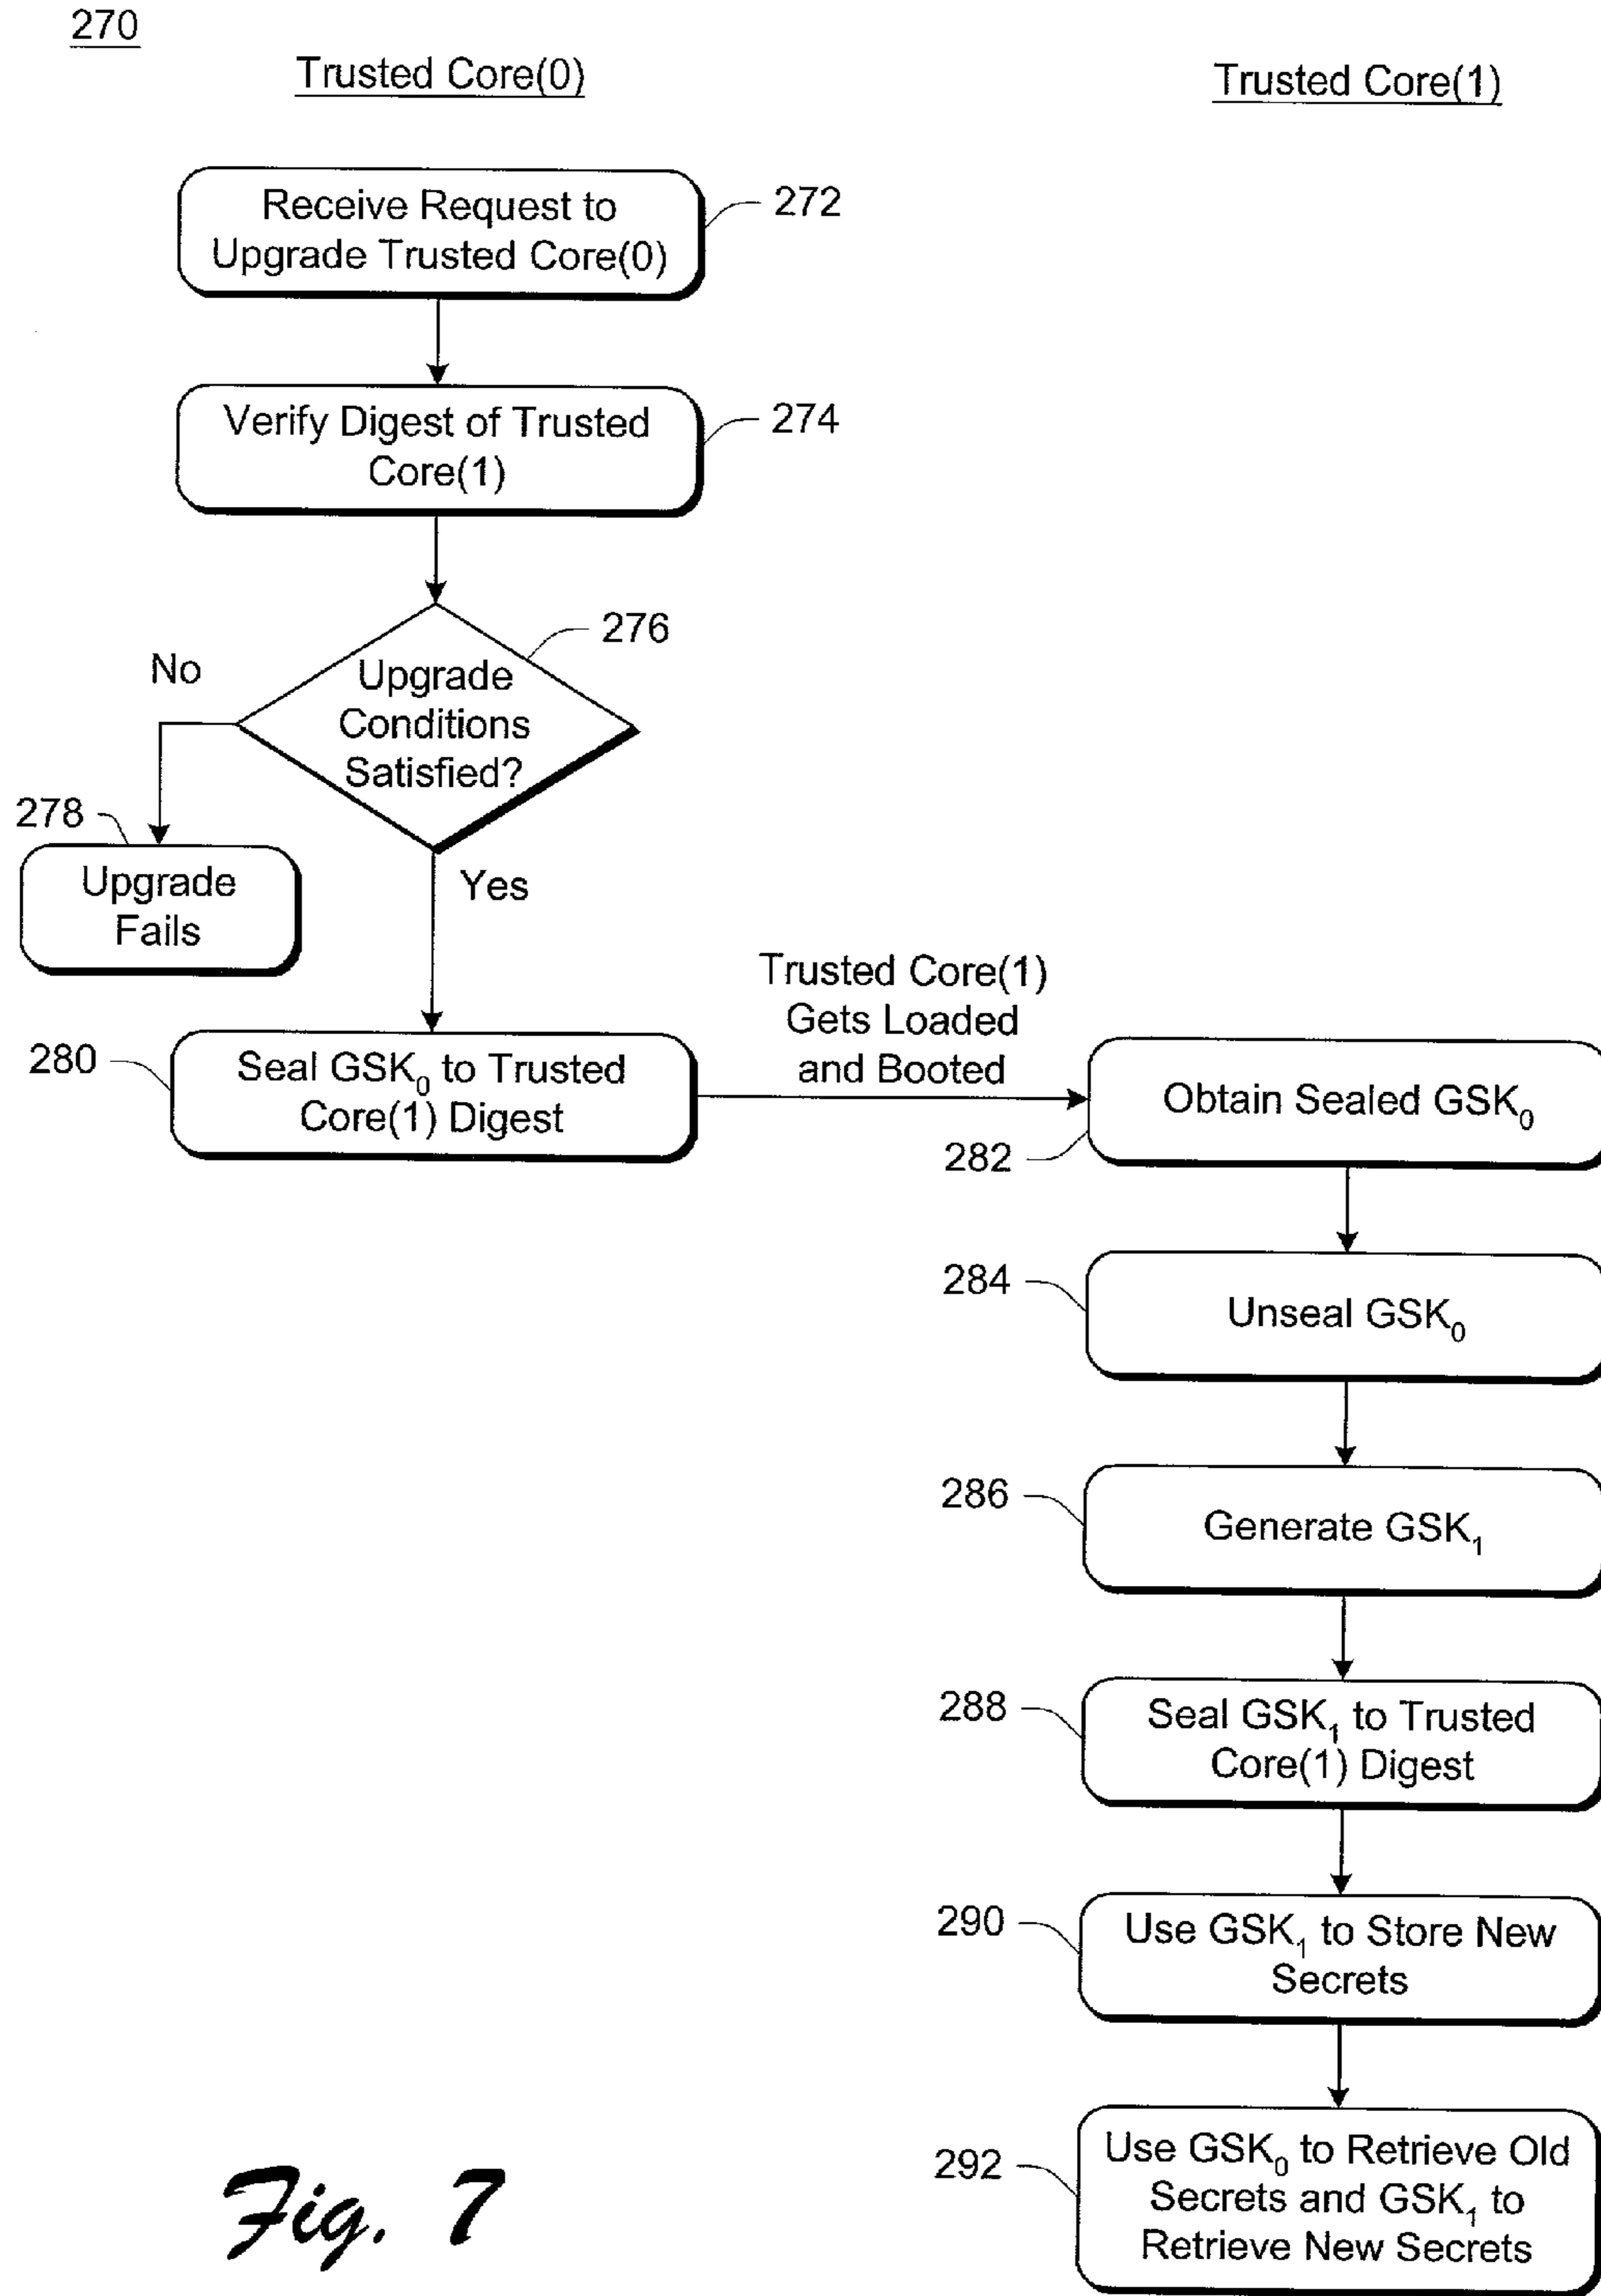 270
Trusted Core(0)
Trusted Core(1)
Receive Request to
Upgrade Trusted Core(0)
272
Verify Digest of Trusted
Core(1)
274
276
No
Upgrade
Conditions
Satisfied?
278
Upgrade
Fails
Yes
Trusted Core(1)
Gets Loaded
and Booted
280
Seal GSK₀ to Trusted
Core(1) Digest
Obtain Sealed GSK₀
282
284
Unseal GSK₀
286
Generate GSK₁
288
Seal GSK₁ to Trusted
Core(1) Digest
290
Use GSK₁ to Store New
Secrets
292
Use GSK₀ to Retrieve Old
Secrets and GSK₁ to
Retrieve New Secrets
Fig. 7